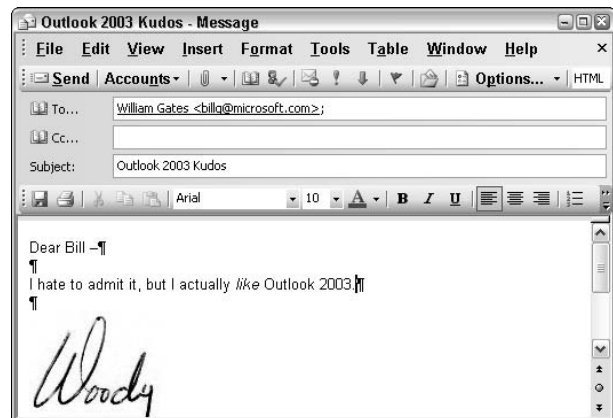 Outlook 2003 Kudos - Message
File Edit View Insert Format Tools Table Window Help
Send Accounts Options... HTML
To... William Gates <billg@microsoft.com>;
Cc...
Subject: Outlook 2003 Kudos
Arial 10 A B I U
Dear Bill –¶
¶
I hate to admit it, but I actually like Outlook 2003.¶
¶
Woody